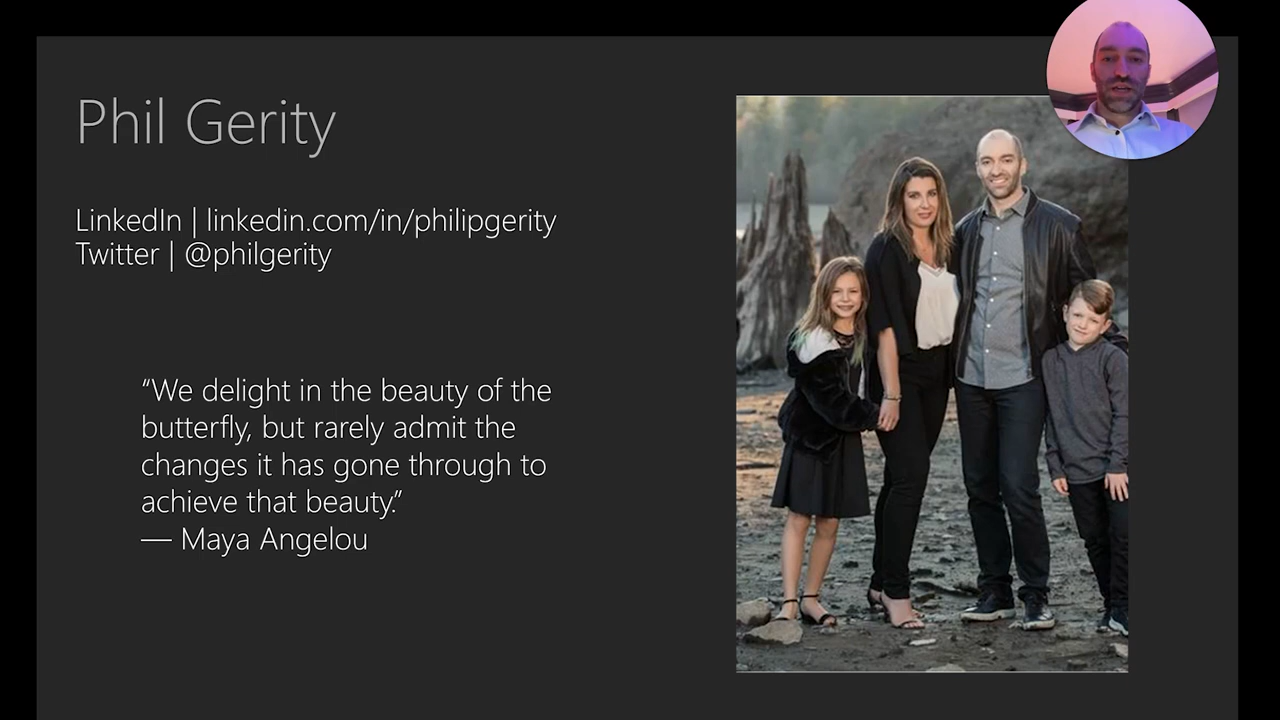 Phil Gerity
LinkedIn | linkedin.com/in/philipgerity
Twitter | @philgerity
“We delight in the beauty of the
butterfly, but rarely admit the
changes it has gone through to
achieve that beauty.”
— Maya Angelou